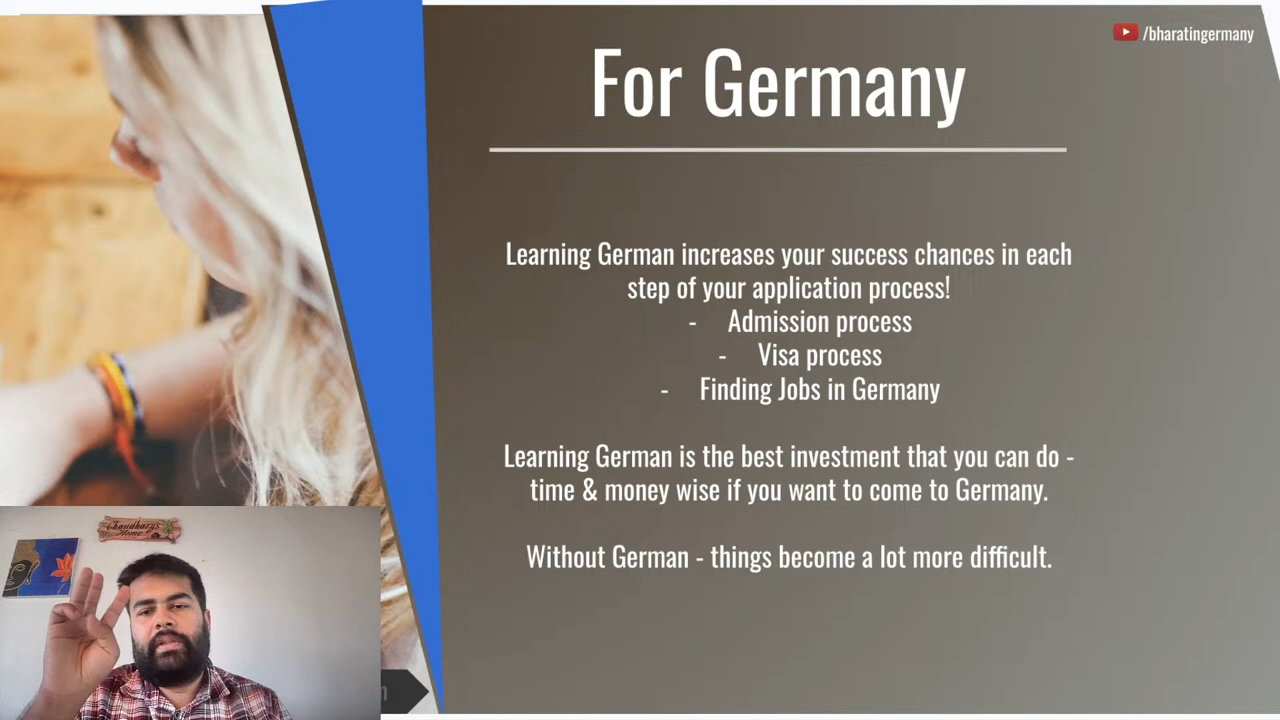 /bharatingermany
For Germany
Learning German increases your success chances in each
step of your application process!
- Admission process
- Visa process
- Finding Jobs in Germany
Learning German is the best investment that you can do -
time & money wise if you want to come to Germany.
Without German - things become a lot more difficult.
Chaudhary's
Home